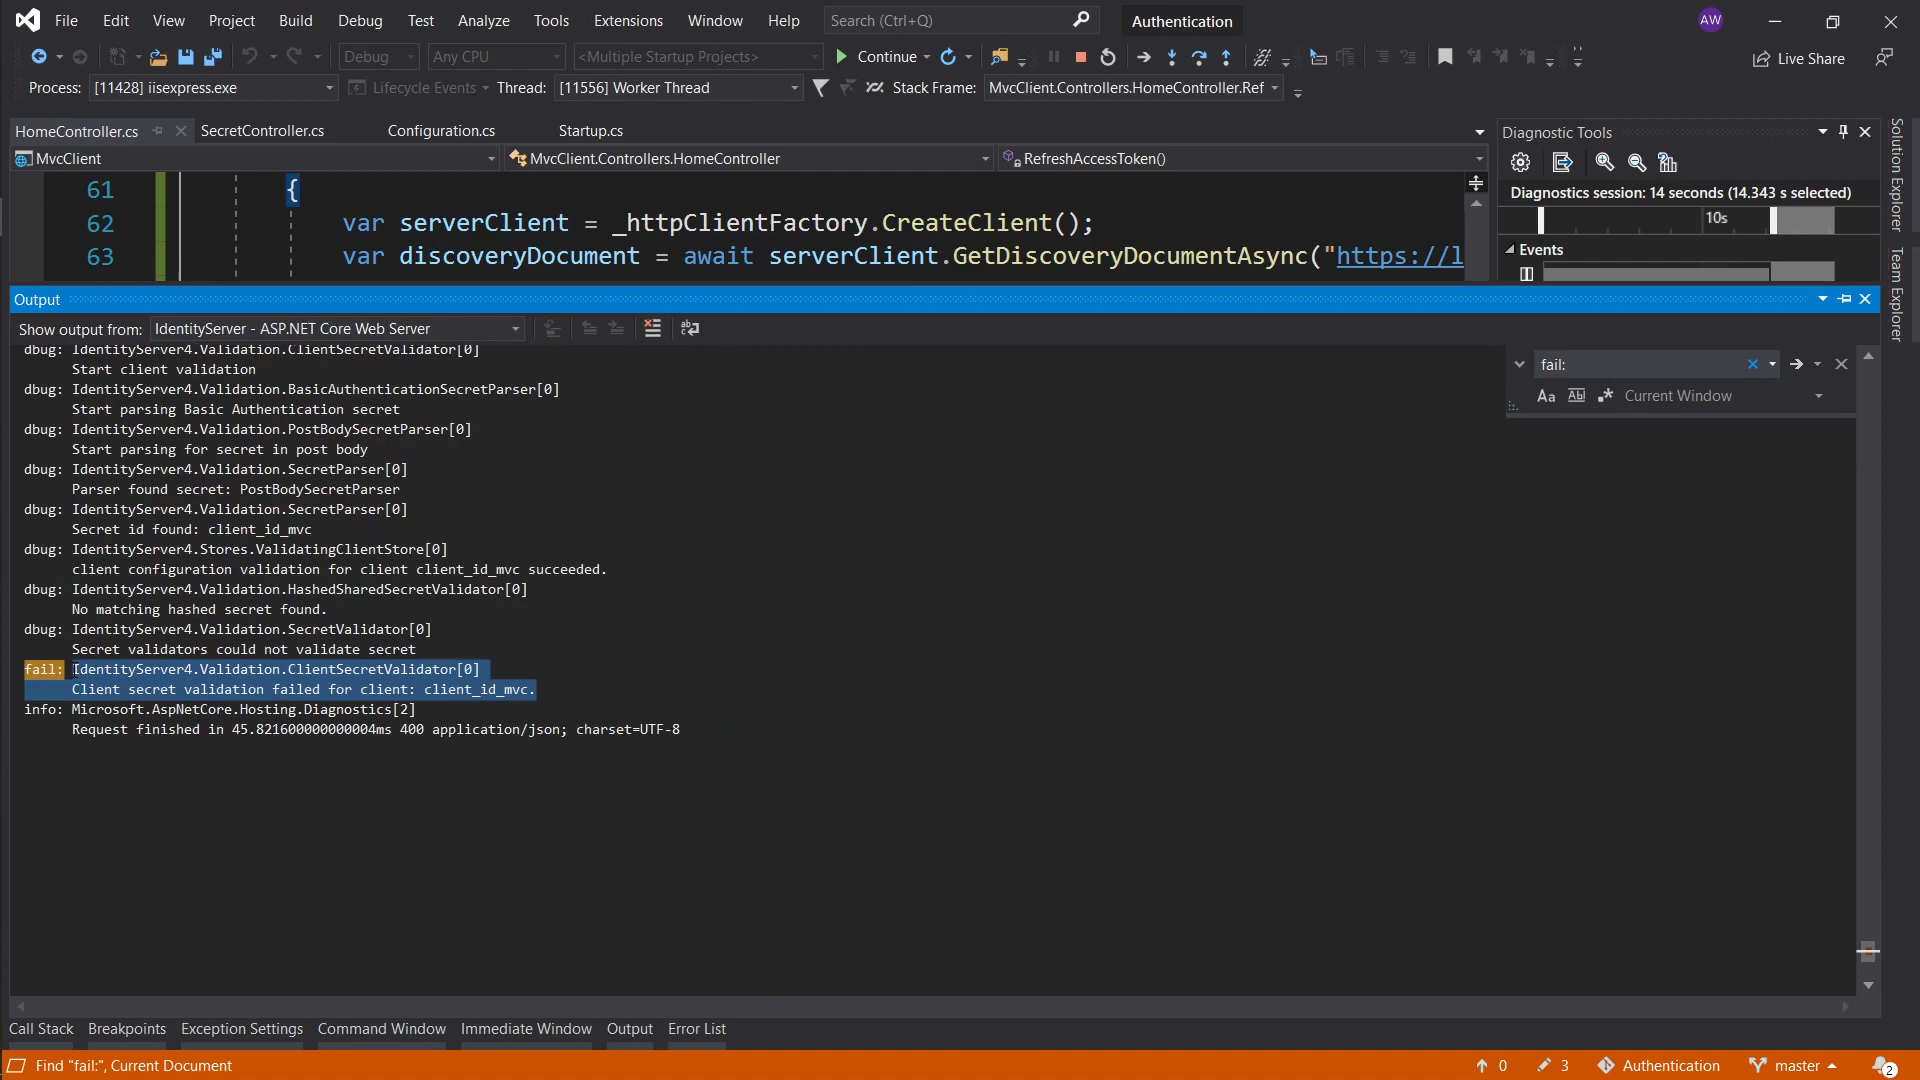 File Edit View Project Build Debug Test Analyze Tools Extensions Window Help Search (Ctrl+Q) Authentication AW
Debug Any CPU <Multiple Startup Projects> Continue Live Share
Process: [11428] iisexpress.exe Lifecycle Events Thread: [11556] Worker Thread Stack Frame: MvcClient.Controllers.HomeController.Ref
HomeController.cs SecretController.cs Configuration.cs Startup.cs
MvcClient MvcClient.Controllers.HomeController RefreshAccessToken()
61 {
62 var serverClient = _httpClientFactory.CreateClient();
63 var discoveryDocument = await serverClient.GetDiscoveryDocumentAsync("https://l
Diagnostic Tools
Diagnostics session: 14 seconds (14.343 s selected)
10s
Events
Solution Explorer
Team Explorer
Output
Show output from: IdentityServer - ASP.NET Core Web Server
dbug: IdentityServer4.Validation.ClientSecretValidator[0]
Start client validation
dbug: IdentityServer4.Validation.BasicAuthenticationSecretParser[0]
Start parsing Basic Authentication secret
dbug: IdentityServer4.Validation.PostBodySecretParser[0]
Start parsing for secret in post body
dbug: IdentityServer4.Validation.SecretParser[0]
Parser found secret: PostBodySecretParser
dbug: IdentityServer4.Validation.SecretParser[0]
Secret id found: client_id_mvc
dbug: IdentityServer4.Stores.ValidatingClientStore[0]
client configuration validation for client client_id_mvc succeeded.
dbug: IdentityServer4.Validation.HashedSharedSecretValidator[0]
No matching hashed secret found.
dbug: IdentityServer4.Validation.SecretValidator[0]
Secret validators could not validate secret
fail: IdentityServer4.Validation.ClientSecretValidator[0]
Client secret validation failed for client: client_id_mvc.
info: Microsoft.AspNetCore.Hosting.Diagnostics[2]
Request finished in 45.821600000000004ms 400 application/json; charset=UTF-8
fail:
Aa Abl Current Window
Call Stack Breakpoints Exception Settings Command Window Immediate Window Output Error List
Find "fail:", Current Document 0 3 Authentication master 2